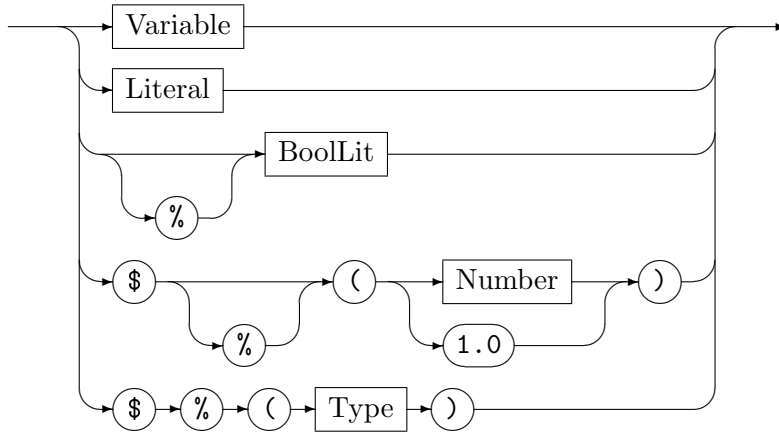 Variable
Literal
BoolLit
%
$ ( Number )
% 1.0
$ % ( Type )